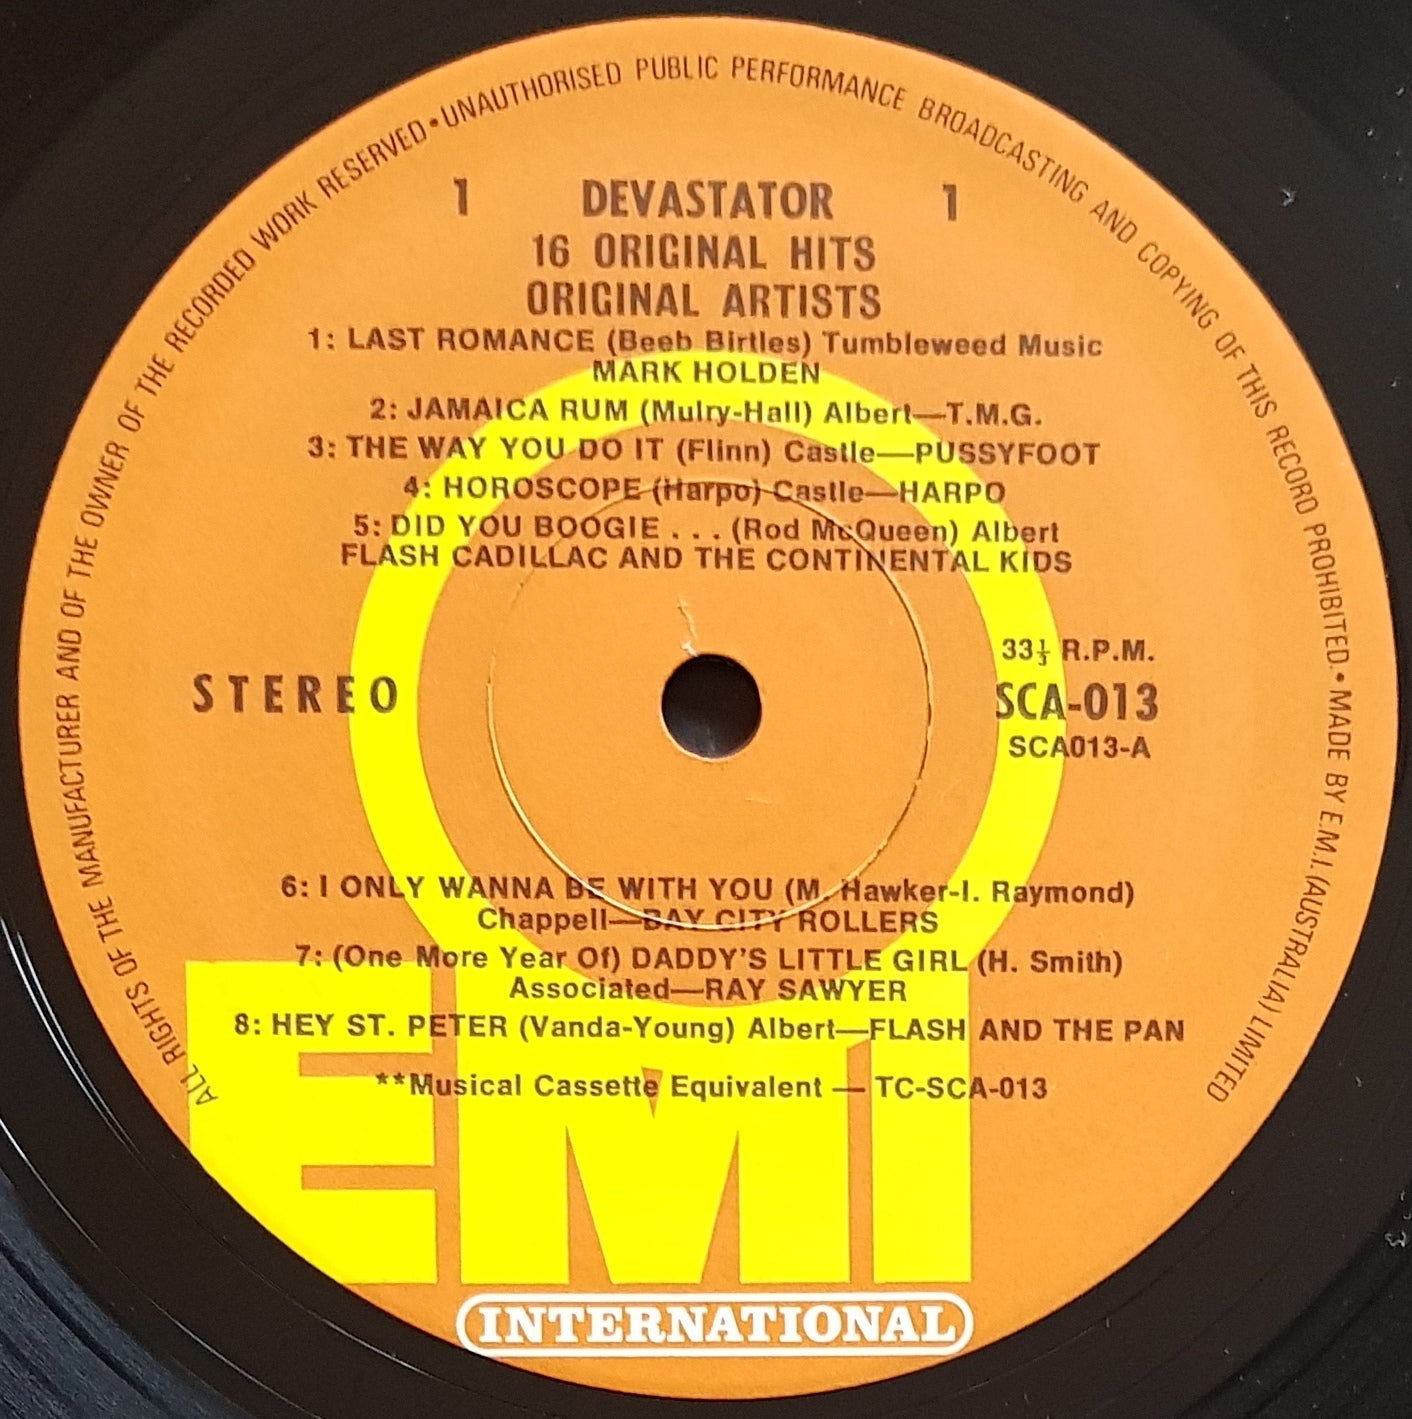 ALL RIGHTS OF THE MANUFACTURER AND OF THE OWNER OF THE RECORDED WORK RESERVED • UNAUTHORISED PUBLIC PERFORMANCE BROADCASTING AND COPYING OF THIS RECORD PROHIBITED. • MADE BY E.M.I. (AUSTRALIA) LIMITED
1 DEVASTATOR 1
16 ORIGINAL HITS
ORIGINAL ARTISTS
1: LAST ROMANCE (Beeb Birtles) Tumbleweed Music
MARK HOLDEN
2: JAMAICA RUM (Mulry-Hall) Albert—T.M.G.
3: THE WAY YOU DO IT (Flinn) Castle—PUSSYFOOT
4: HOROSCOPE (Harpo) Castle—HARPO
5: DID YOU BOOGIE . . . (Rod McQueen) Albert
FLASH CADILLAC AND THE CONTINENTAL KIDS
33⅓ R.P.M.
STEREO SCA-013
SCA013-A
6: I ONLY WANNA BE WITH YOU (M. Hawker-I. Raymond)
Chappell—BAY CITY ROLLERS
7: (One More Year Of) DADDY'S LITTLE GIRL (H. Smith)
Associated—RAY SAWYER
8: HEY ST. PETER (Vanda-Young) Albert—FLASH AND THE PAN
**Musical Cassette Equivalent — TC-SCA-013
EMI
INTERNATIONAL